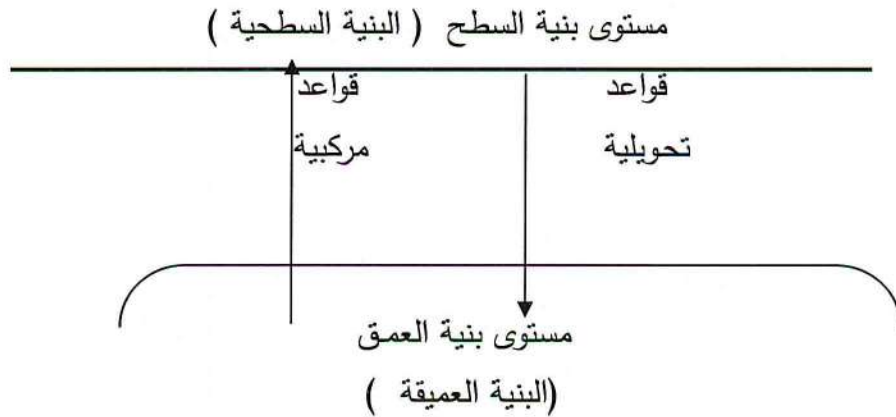 مستوى بنية السطح ( البنية السطحية )
قواعد
تحويلية
قواعد
مركبية
مستوى بنية العمق
(البنية العميقة )